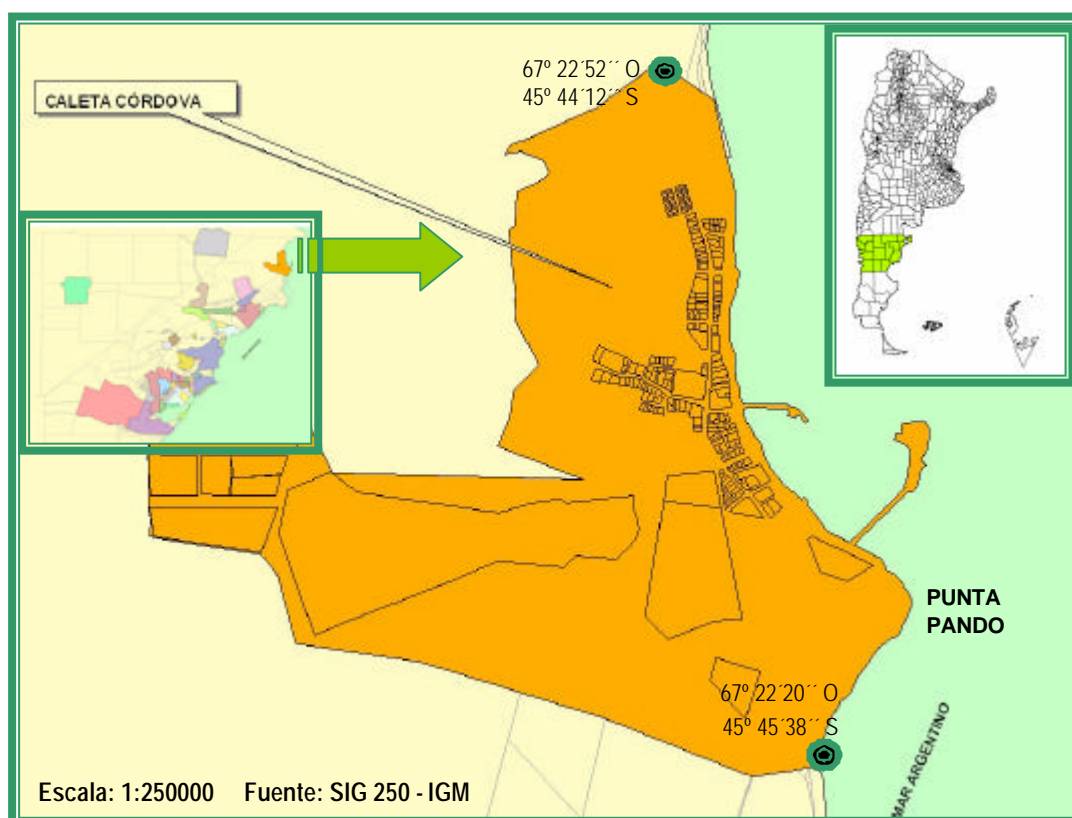 67º 22´52´´ O
45º 44´12´´ S
CALETA CÓRDOVA
PUNTA
PANDO
67º 22´20´´ O
45º 45´38´´ S
MAR ARGENTINO
Escala: 1:250000 Fuente: SIG 250 - IGM